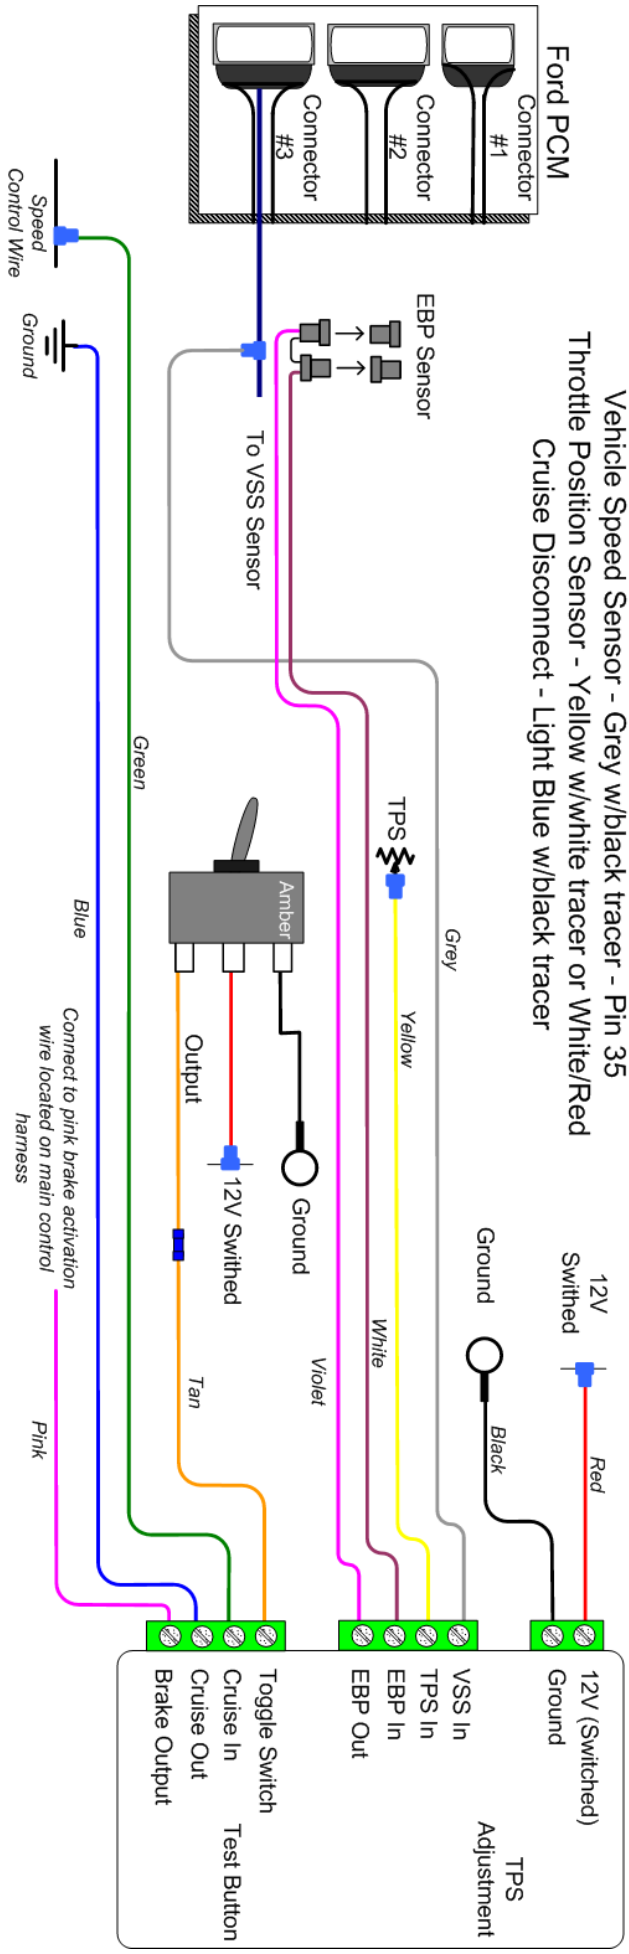 Vehicle Speed Sensor - Grey w/black tracer - Pin 35
Throttle Position Sensor - Yellow w/white tracer or White/Red
Cruise Disconnect - Light Blue w/black tracer
Ford PCM
Connector
#1
Connector
#2
Connector
#3
EBP Sensor
To VSS Sensor
Speed
Control Wire
Ground
TPS
Amber
Output
12V Swithed
Ground
12V
Swithed
Ground
Red
Black
Grey
Yellow
White
Violet
Tan
Green
Blue
Connect to pink brake activation
wire located on main control
harness
Pink
12V (Switched)
Ground
VSS In
TPS In
EBP In
EBP Out
Toggle Switch
Cruise In
Cruise Out
Brake Output
TPS
Adjustment
Test Button